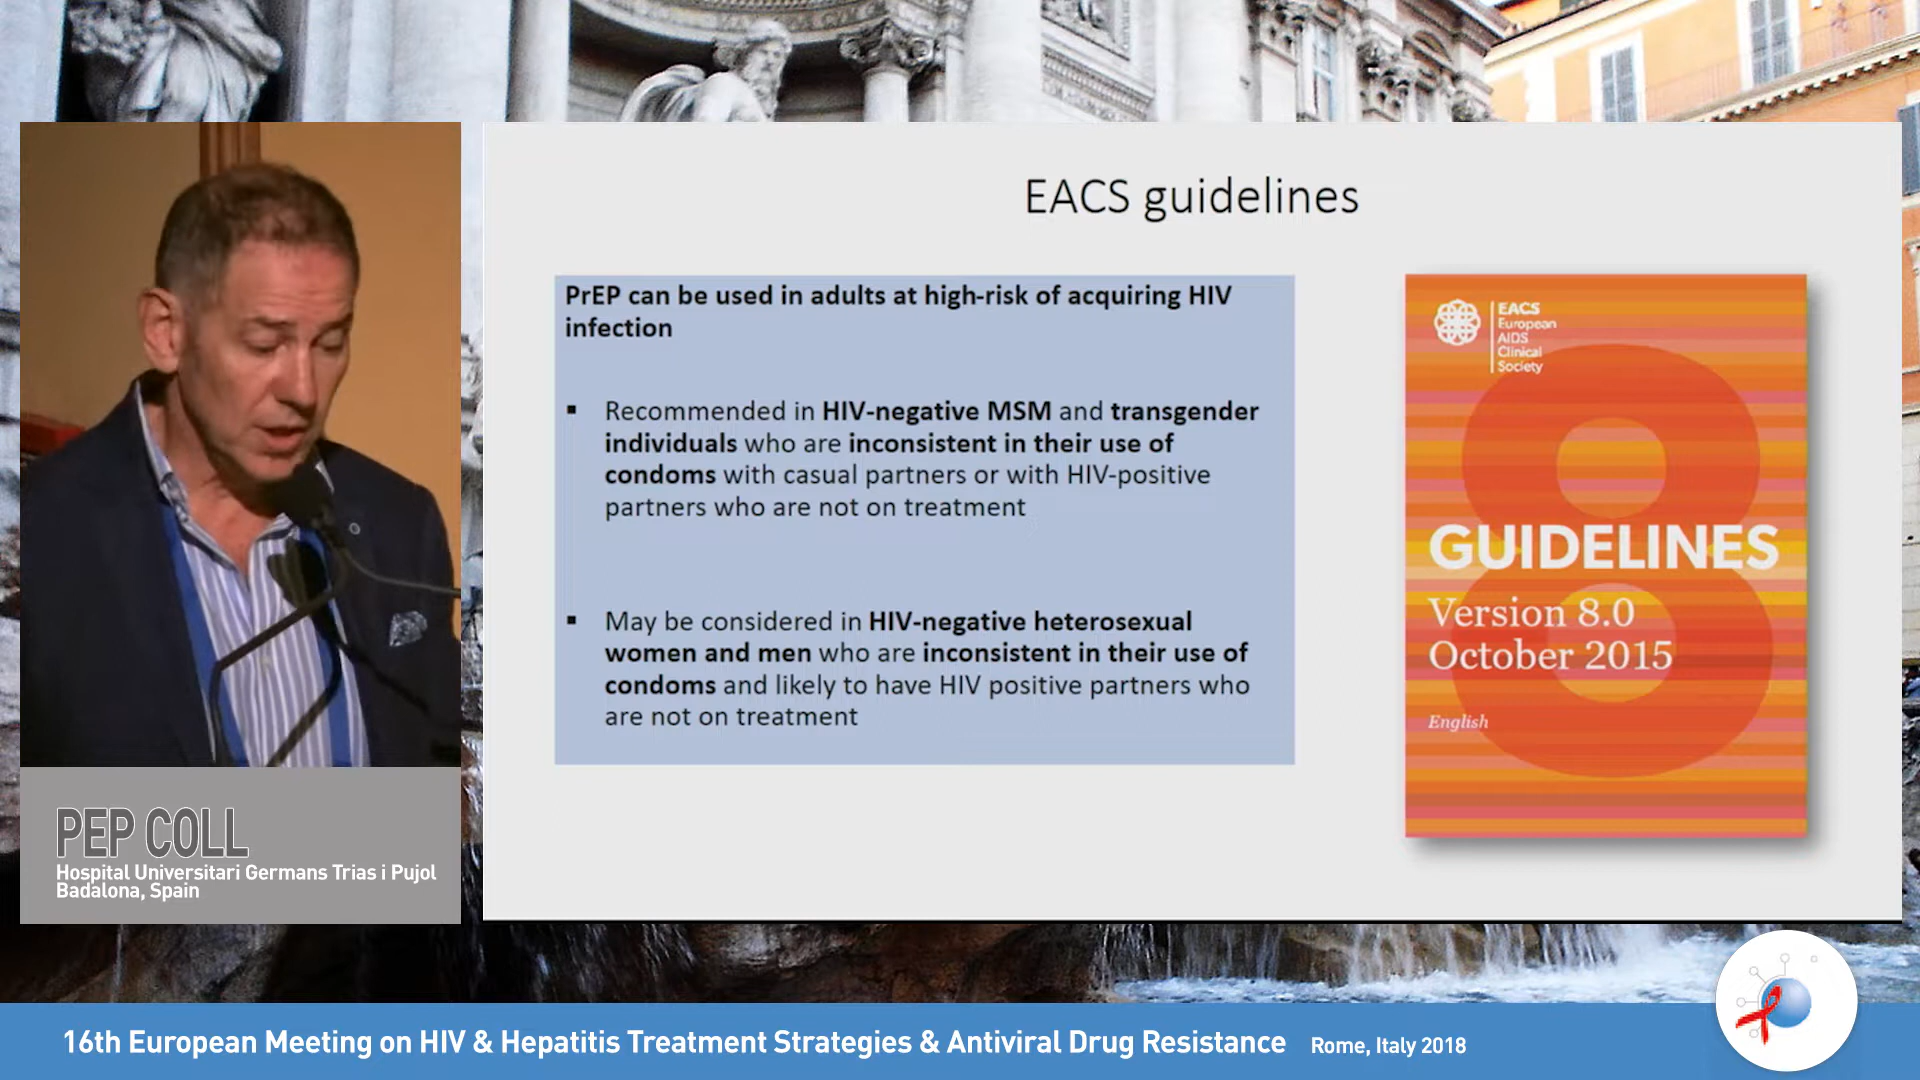 EACS guidelines
PrEP can be used in adults at high-risk of acquiring HIV
infection
▪ Recommended in HIV-negative MSM and transgender
individuals who are inconsistent in their use of
condoms with casual partners or with HIV-positive
partners who are not on treatment
▪ May be considered in HIV-negative heterosexual
women and men who are inconsistent in their use of
condoms and likely to have HIV positive partners who
are not on treatment
EACS
European
AIDS
Clinical
Society
8
GUIDELINES
Version 8.0
October 2015
English
PEP COLL
Hospital Universitari Germans Trias i Pujol
Badalona, Spain
16th European Meeting on HIV & Hepatitis Treatment Strategies & Antiviral Drug Resistance Rome, Italy 2018